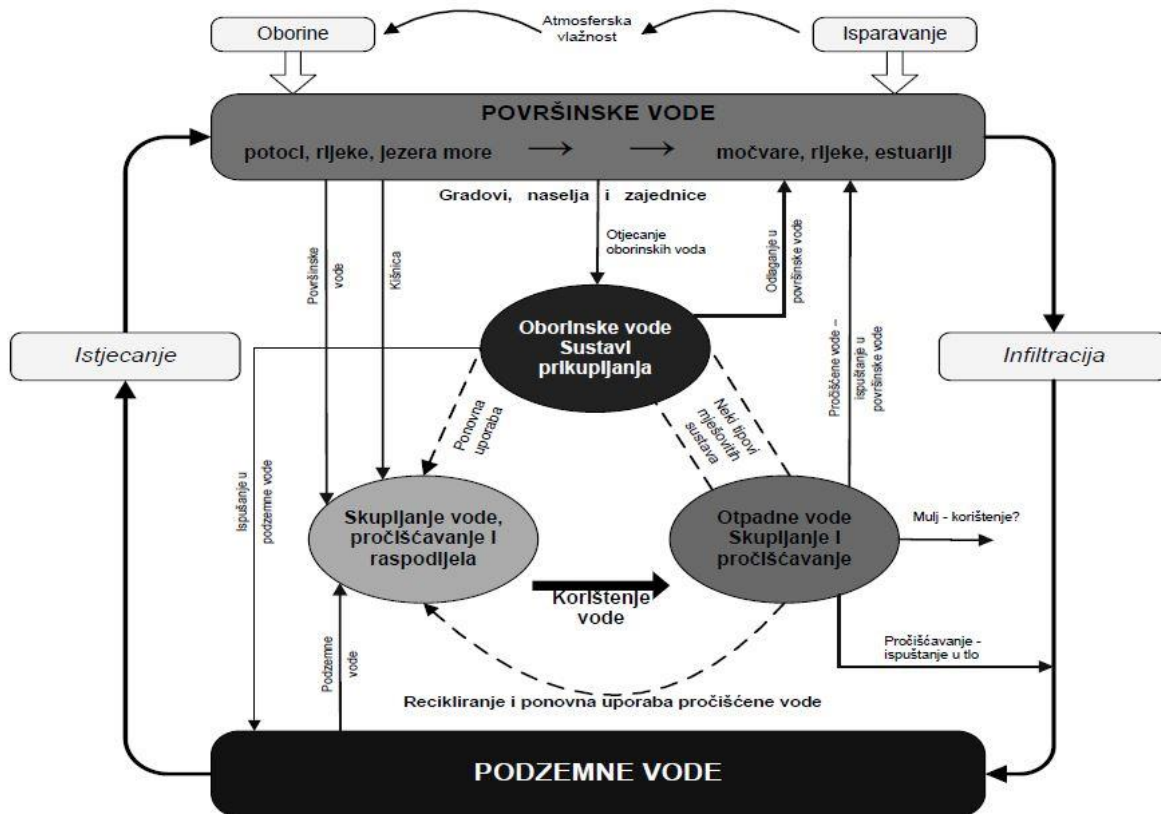 Oborine
Atmosferska
vlažnost
Isparavanje
POVRŠINSKE VODE
potoci, rijeke, jezera more
močvare, rijeke, estuariji
Gradovi, naselja i zajednice
Površinske
vode
Kišnica
Otjecanje
oborinskih voda
Odlaganje u
površinske vode
Pročišćene vode –
ispuštanje u
površinske vode
Oborinske vode
Sustavi
prikupljanja
Istjecanje
Infiltracija
Ponovna
uporaba
Neki tipovi
mješovitih
sustava
Ispušanje u
podzemne vode
Skupljanje vode,
pročišćavanje i
raspodijela
Otpadne vode
Skupljanje I
pročišćavanje
Mulj - korištenje?
Korištenje
vode
Podzemne
vode
Pročišćavanje -
ispuštanje u tlo
Recikliranje i ponovna uporaba pročišćene vode
PODZEMNE VODE